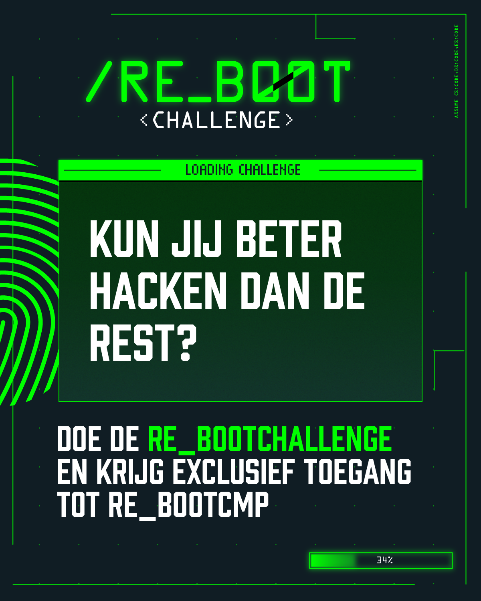 /RE_B00T
<CHALLENGE>
LOADING CHALLENGE
KUN JIJ BETER
HACKEN DAN DE
REST?
DOE DE RE_BOOTCHALLENGE
EN KRIJG EXCLUSIEF TOEGANG
TOT RE_BOOTCMP
34%